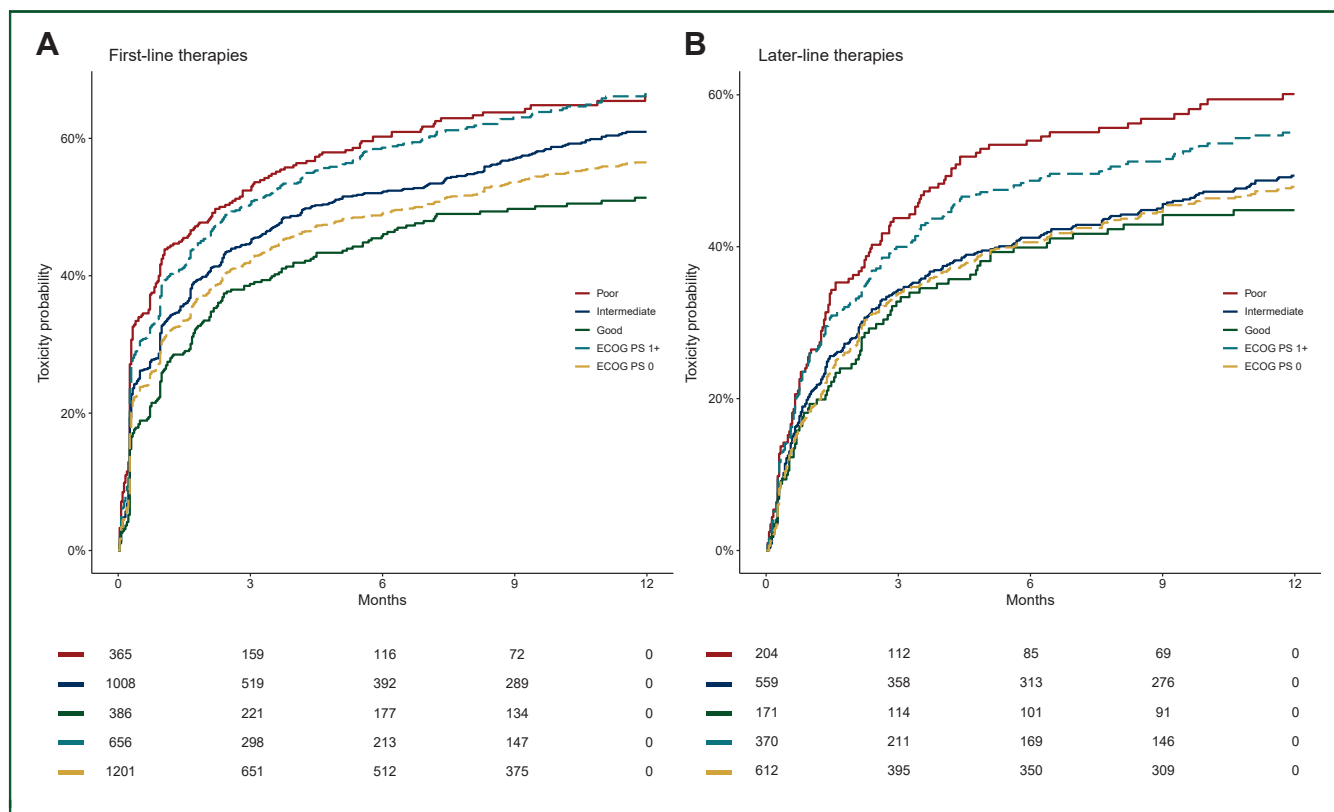 A
First-line therapies
Toxicity probability
60%
40%
20%
0%
Poor
Intermediate
Good
ECOG PS 1+
ECOG PS 0
0 3 6 9 12
Months
365 159 116 72 0
1008 519 392 289 0
386 221 177 134 0
656 298 213 147 0
1201 651 512 375 0
B
Later-line therapies
Toxicity probability
60%
40%
20%
0%
Poor
Intermediate
Good
ECOG PS 1+
ECOG PS 0
0 3 6 9 12
Months
204 112 85 69 0
559 358 313 276 0
171 114 101 91 0
370 211 169 146 0
612 395 350 309 0